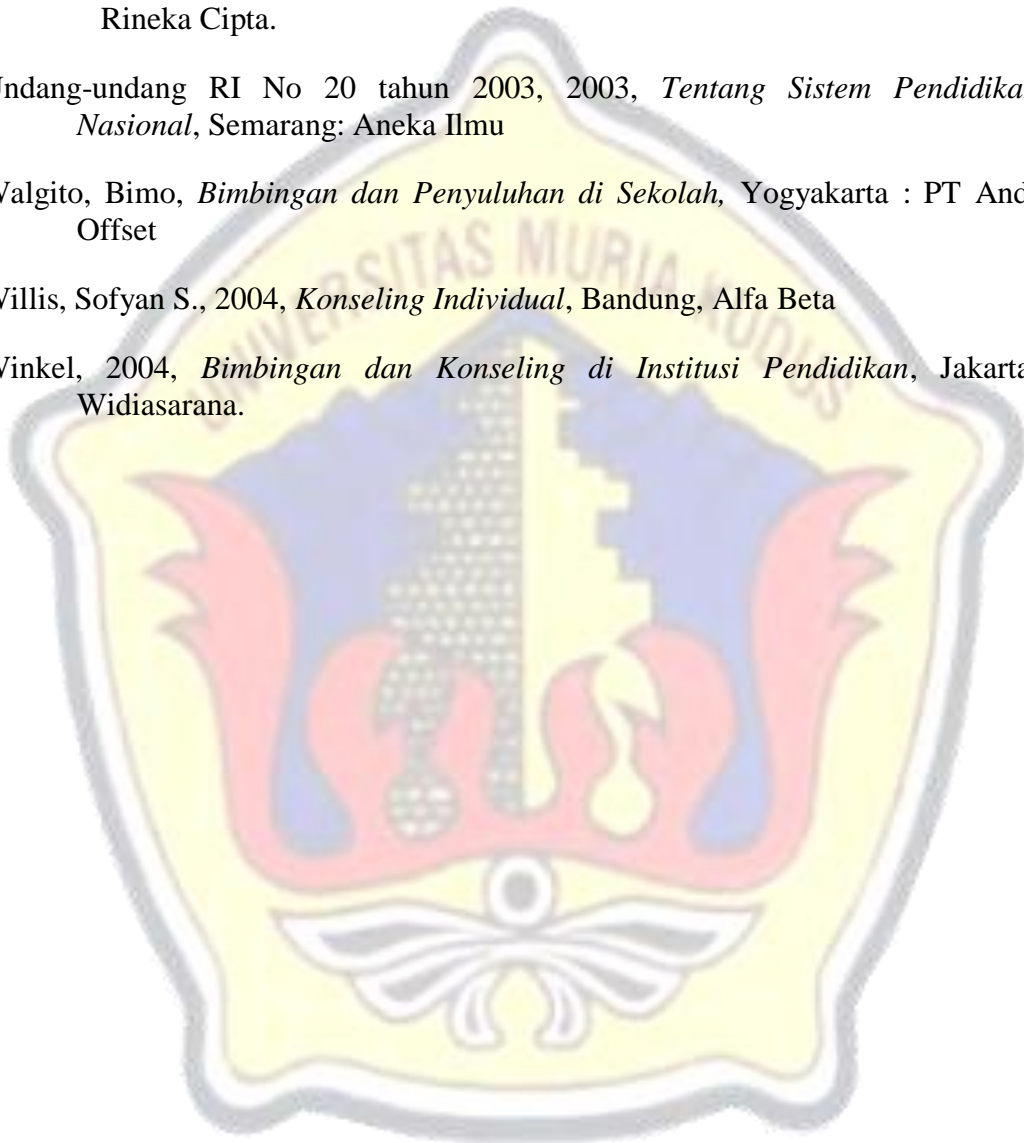 Rineka Cipta.
Undang-undang RI No 20 tahun 2003, 2003, Tentang Sistem Pendidika
Nasional, Semarang: Aneka Ilmu
Walgito, Bimo, Bimbingan dan Penyuluhan di Sekolah, Yogyakarta : PT And
Offset
Willis, Sofyan S., 2004, Konseling Individual, Bandung, Alfa Beta
Winkel, 2004, Bimbingan dan Konseling di Institusi Pendidikan, Jakarta
Widiasarana.
UNIVERSITAS MURIA KUDUS